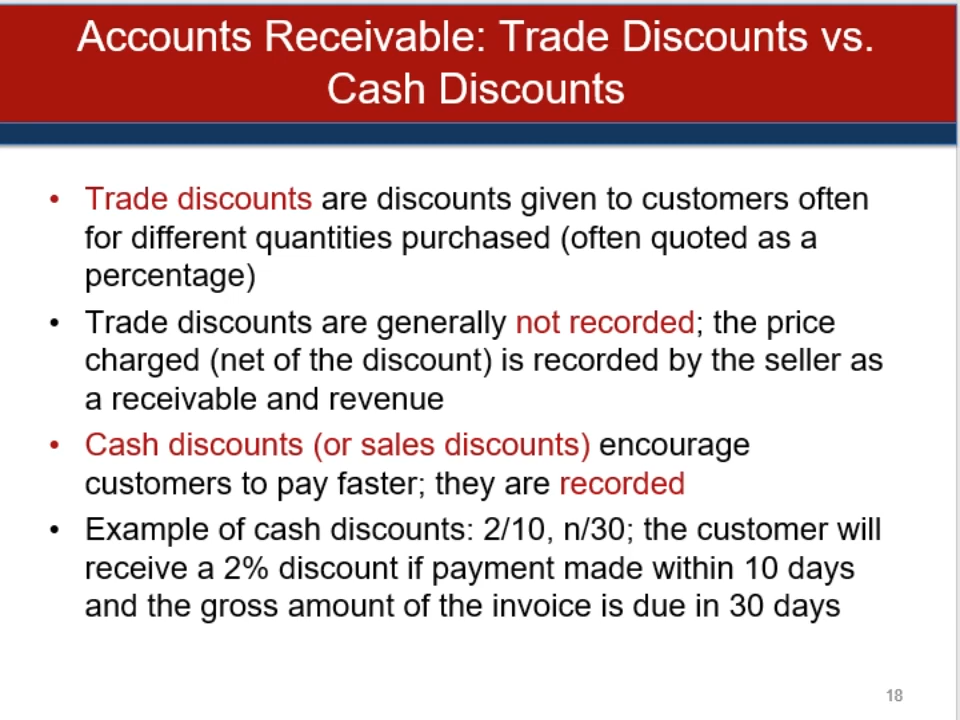 Accounts Receivable: Trade Discounts vs.
Cash Discounts
• Trade discounts are discounts given to customers often
for different quantities purchased (often quoted as a
percentage)
• Trade discounts are generally not recorded; the price
charged (net of the discount) is recorded by the seller as
a receivable and revenue
• Cash discounts (or sales discounts) encourage
customers to pay faster; they are recorded
• Example of cash discounts: 2/10, n/30; the customer will
receive a 2% discount if payment made within 10 days
and the gross amount of the invoice is due in 30 days
18